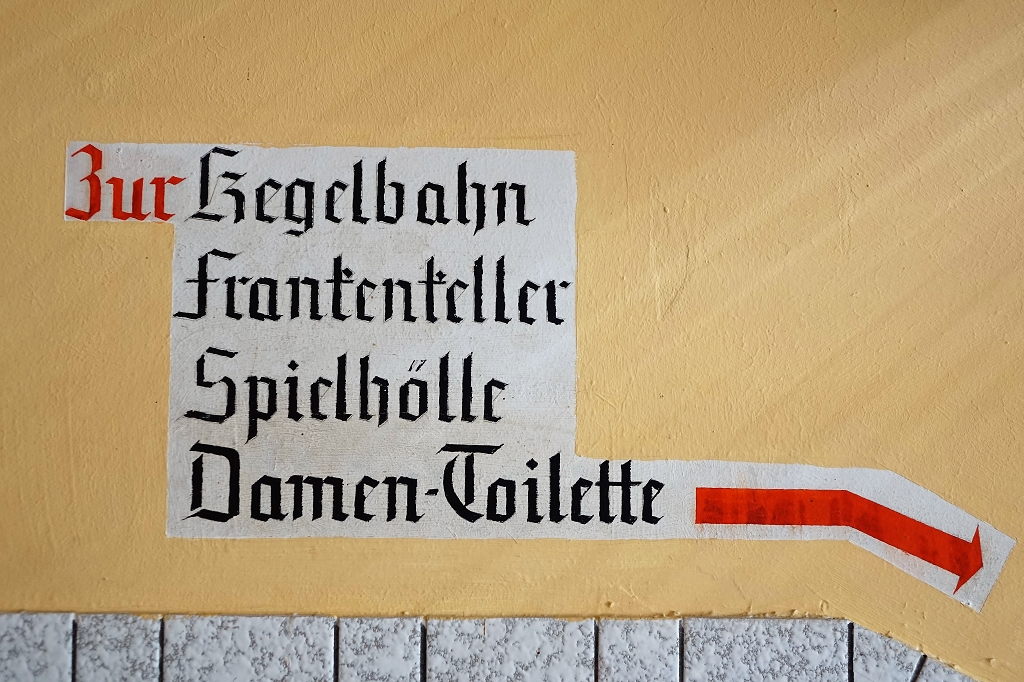 Zur Kegelbahn
Frankenkeller
Spielhölle
Damen-Toilette